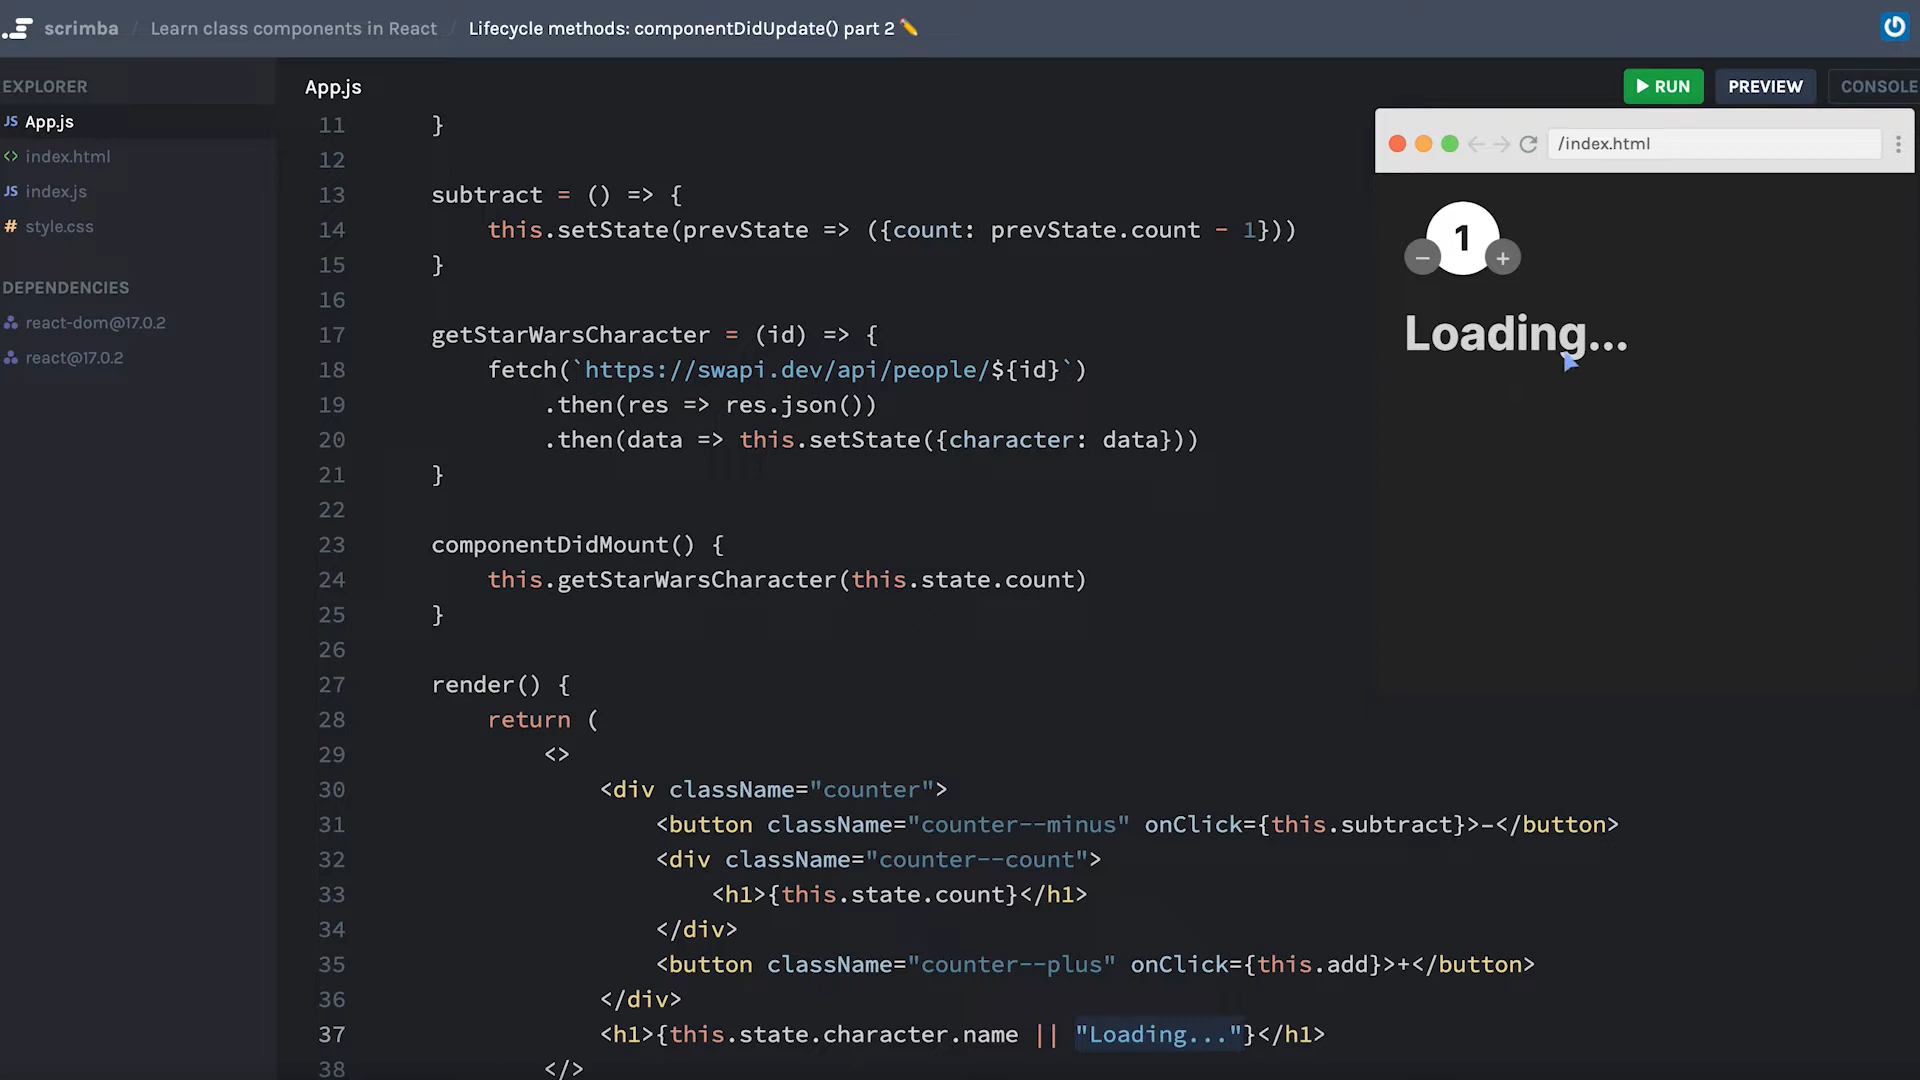 scrimba / Learn class components in React / Lifecycle methods: componentDidUpdate() part 2 ✏️
EXPLORER
JS App.js
<> index.html
JS index.js
# style.css
DEPENDENCIES
react-dom@17.0.2
react@17.0.2
App.js
RUN
PREVIEW
CONSOLE
11 }
12
13 subtract = () => {
14 this.setState(prevState => ({count: prevState.count - 1}))
15 }
16
17 getStarWarsCharacter = (id) => {
18 fetch(`https://swapi.dev/api/people/${id}`)
19 .then(res => res.json())
20 .then(data => this.setState({character: data}))
21 }
22
23 componentDidMount() {
24 this.getStarWarsCharacter(this.state.count)
25 }
26
27 render() {
28 return (
29 <>
30 <div className="counter">
31 <button className="counter--minus" onClick={this.subtract}>-</button>
32 <div className="counter--count">
33 <h1>{this.state.count}</h1>
34 </div>
35 <button className="counter--plus" onClick={this.add}>+</button>
36 </div>
37 <h1>{this.state.character.name || "Loading..."}</h1>
38 </>
/index.html
1
− +
Loading...